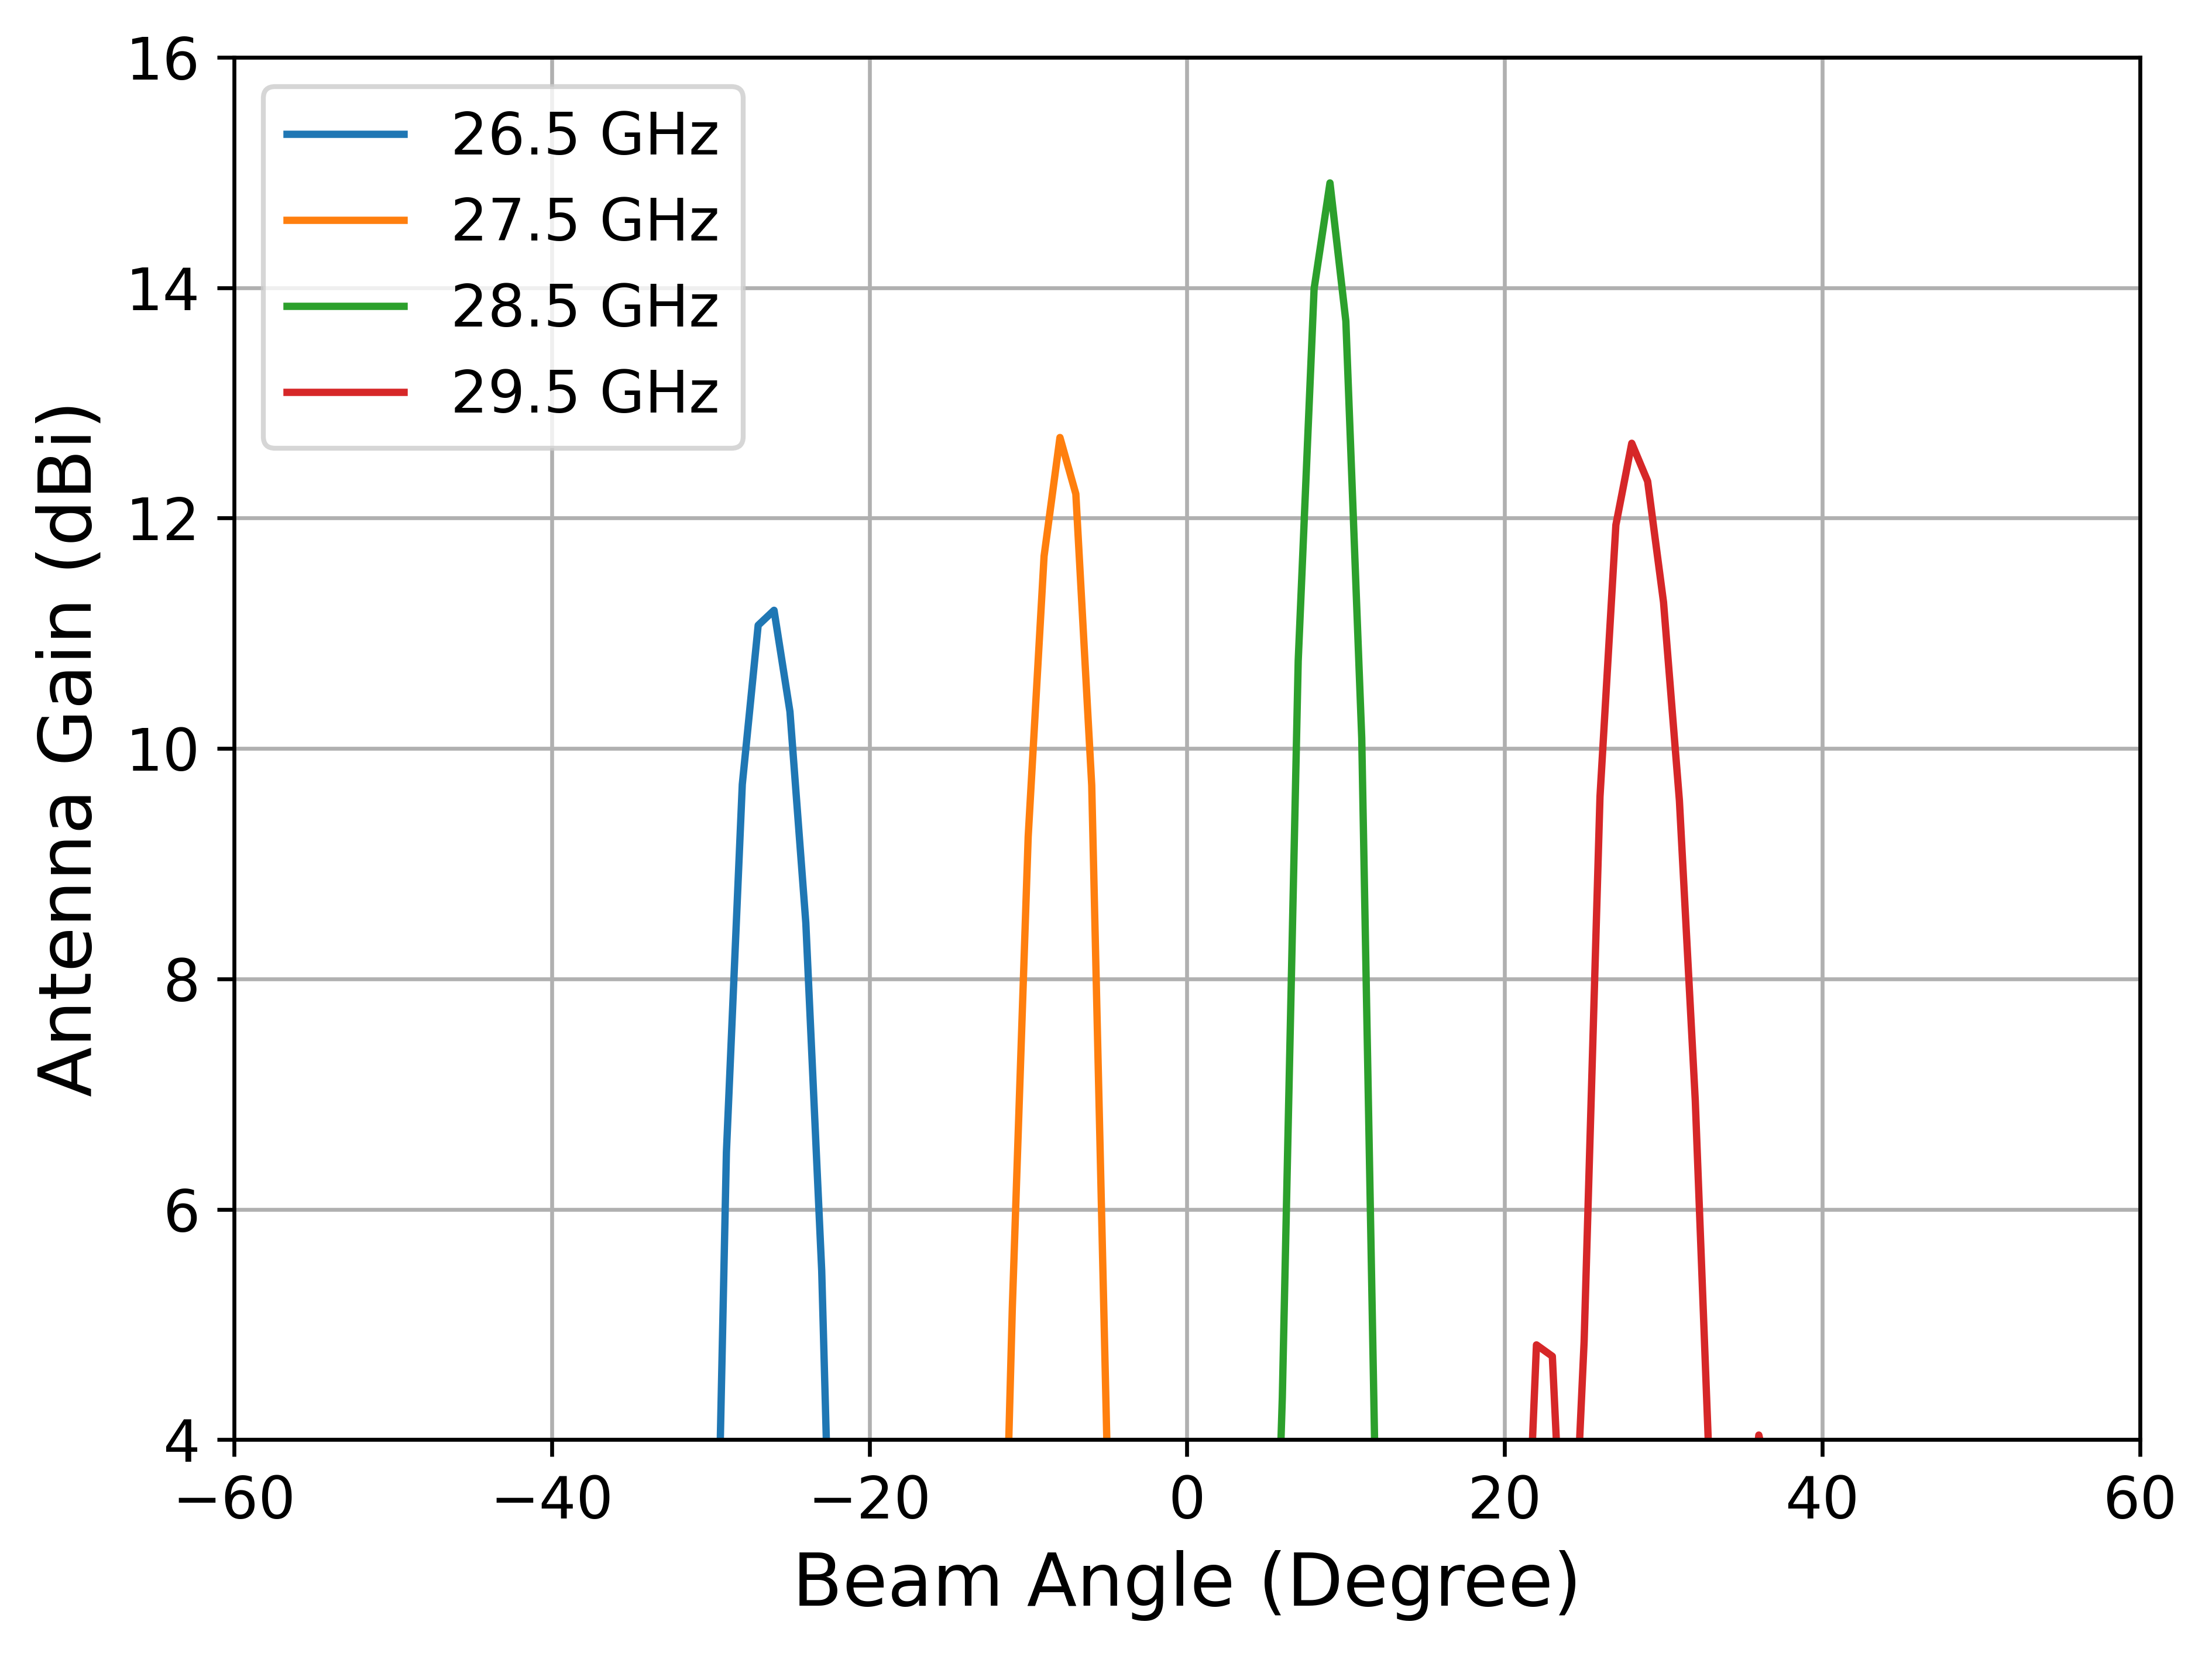 16
14
12
10
8
6
4
Antenna Gain (dBi)
26.5 GHz
27.5 GHz
28.5 GHz
29.5 GHz
−60 −40 −20 0 20 40 60
Beam Angle (Degree)